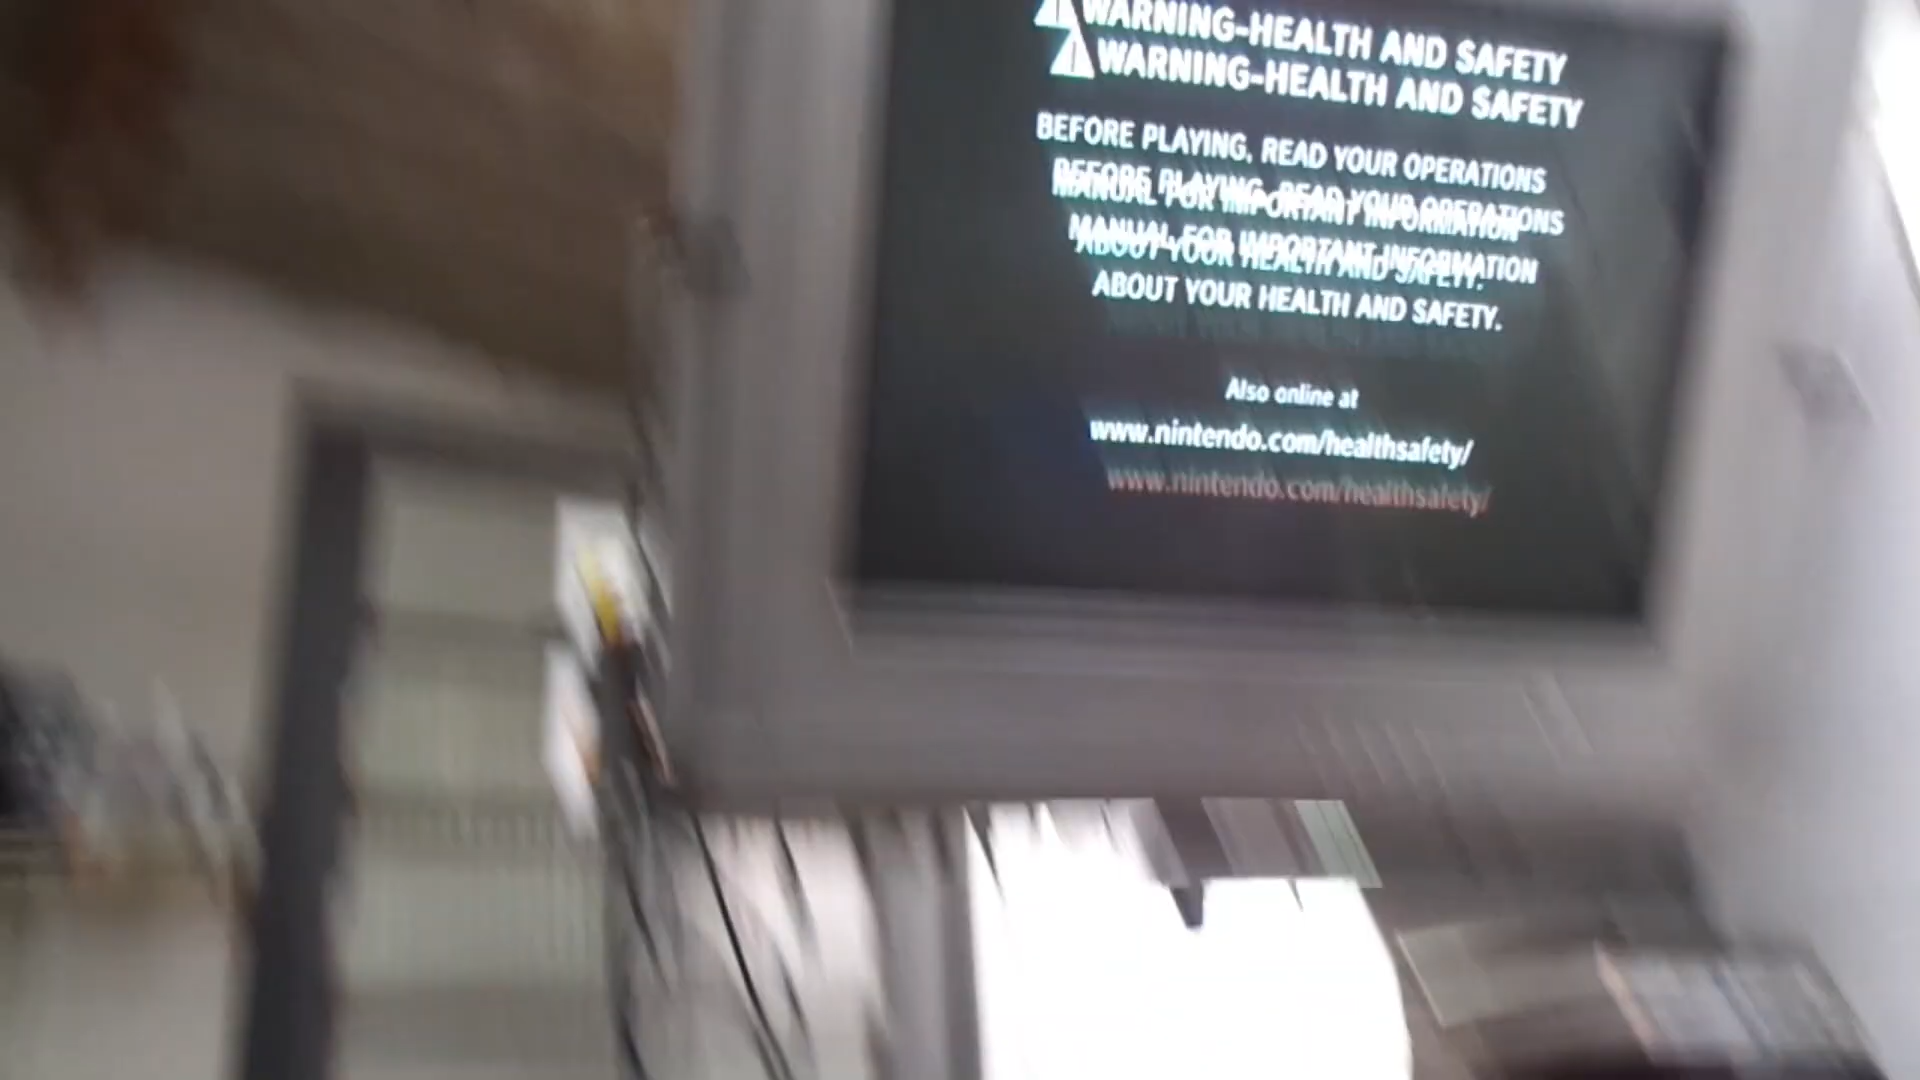 WARNING-HEALTH AND SAFETY
WARNING-HEALTH AND SAFETY
BEFORE PLAYING, READ YOUR OPERATIONS
BEFORE PLAYING, READ YOUR OPERATIONS
MANUAL FOR IMPORTANT INFORMATION
MANUAL FOR IMPORTANT INFORMATION
ABOUT YOUR HEALTH AND SAFETY.
ABOUT YOUR HEALTH AND SAFETY.
Also online at
www.nintendo.com/healthsafety/
www.nintendo.com/healthsafety/